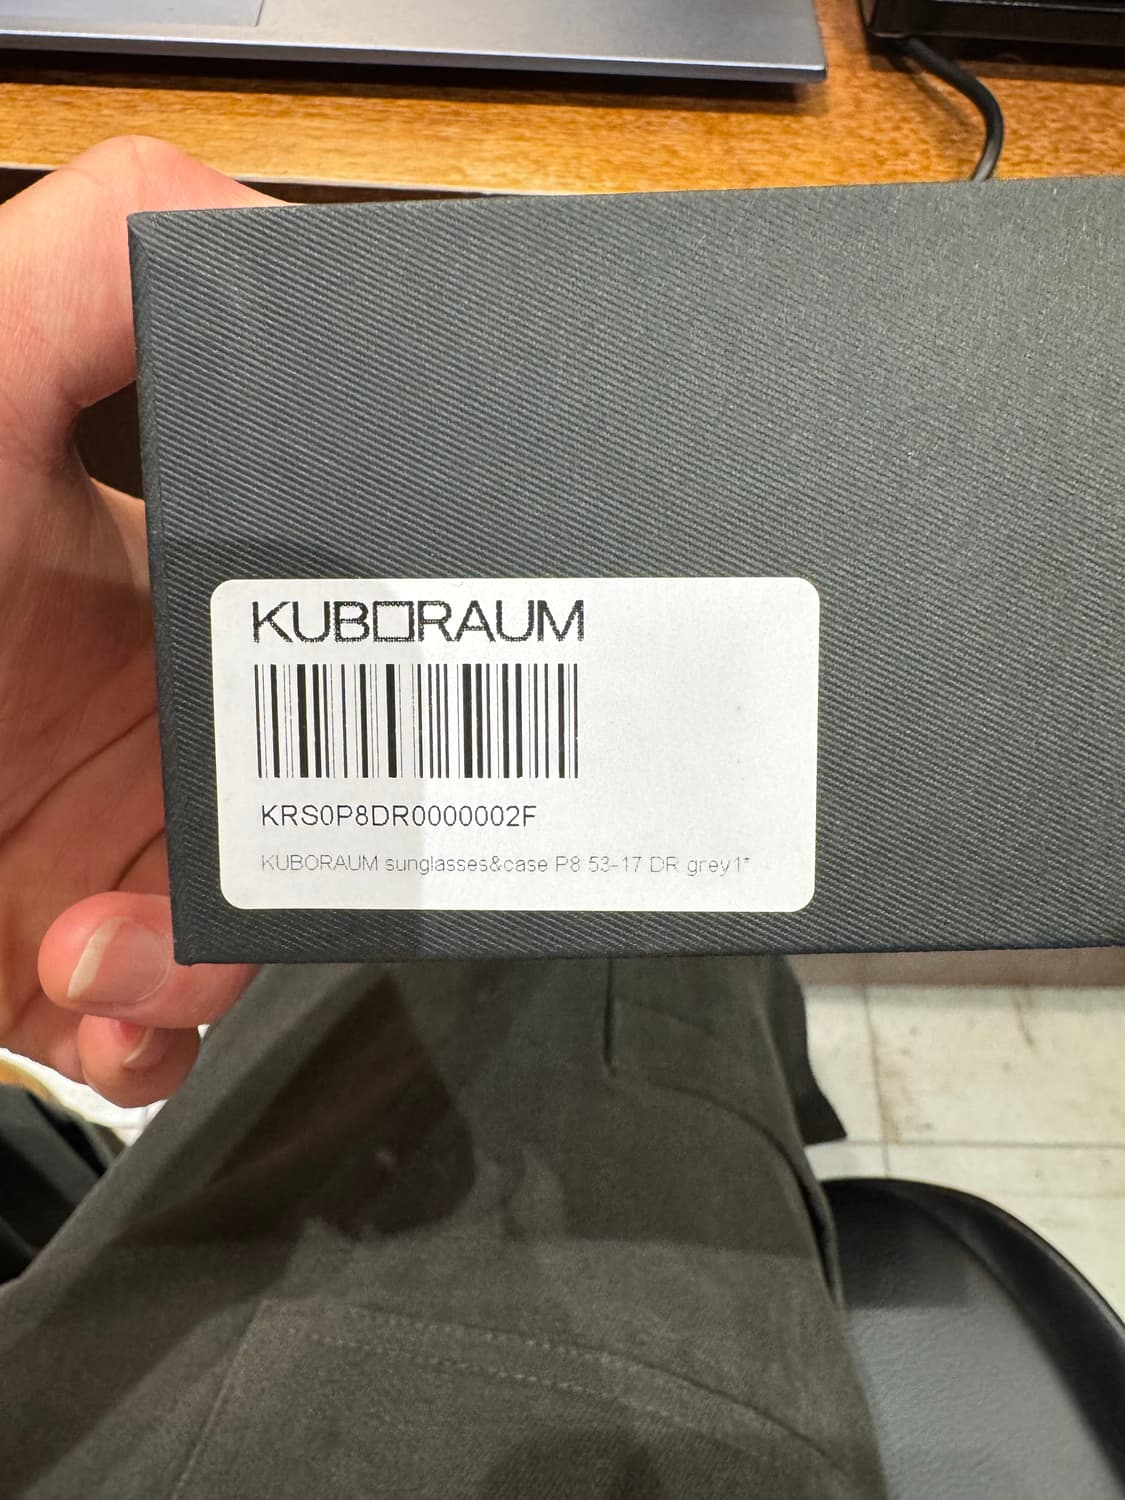 KUBORAUM
KRS0P8DR0000002F
KUBORAUM sunglasses&case P8 53-17 DR grey1*